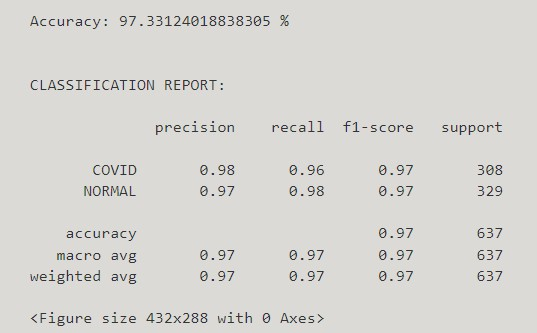 Accuracy: 97.33124018838305 %
CLASSIFICATION REPORT:
precision recall f1-score support
COVID 0.98 0.96 0.97 308
NORMAL 0.97 0.98 0.97 329
accuracy 0.97 637
macro avg 0.97 0.97 0.97 637
weighted avg 0.97 0.97 0.97 637
<Figure size 432x288 with 0 Axes>